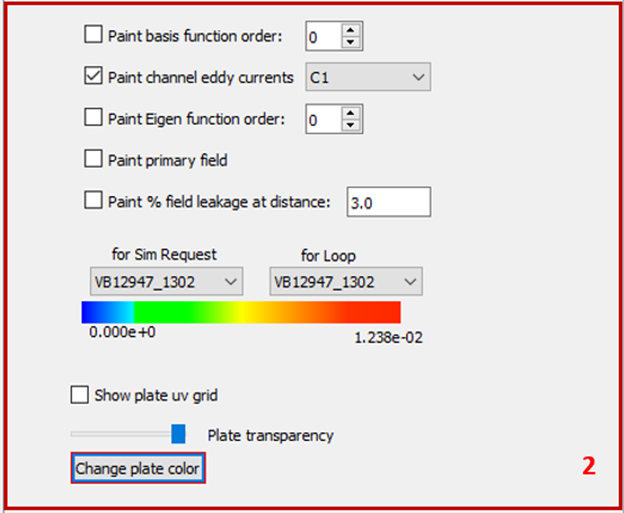 Paint basis function order: 0
Paint channel eddy currents C1
Paint Eigen function order: 0
Paint primary field
Paint % field leakage at distance: 3.0
for Sim Request for Loop
VB12947_1302 VB12947_1302
0.000e+0 1.238e-02
Show plate uv grid
Plate transparency
Change plate color 2